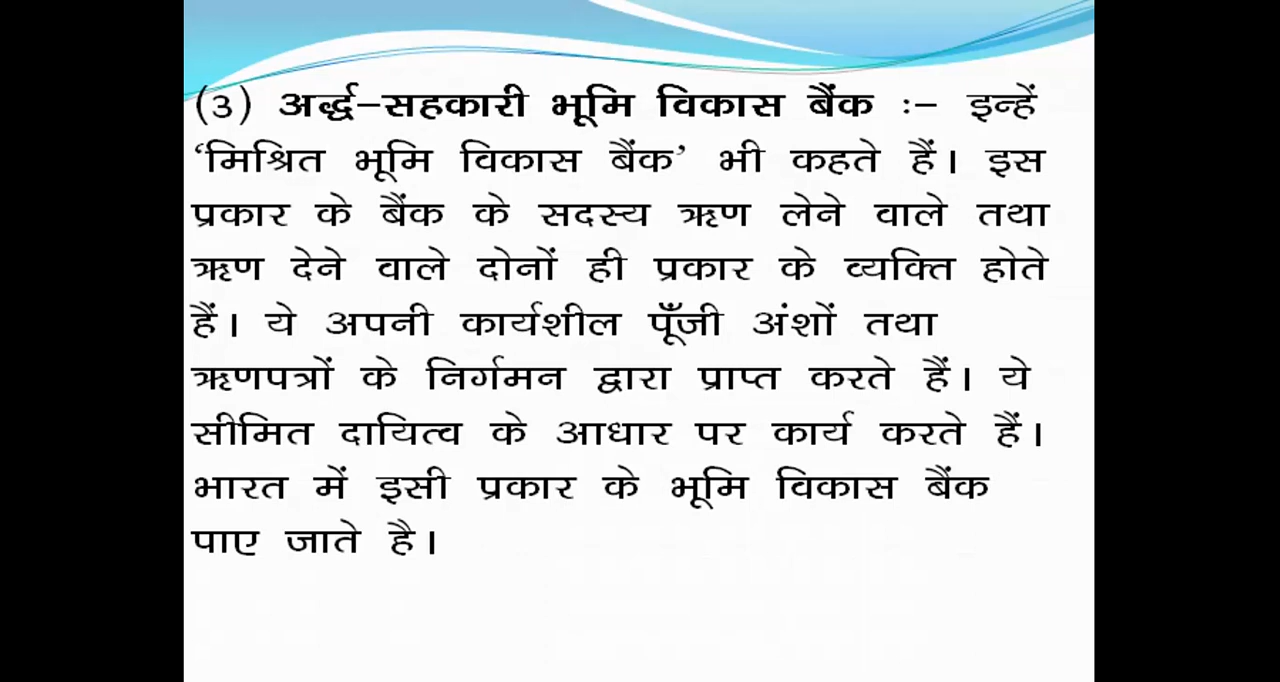 (3) अर्द्ध–सहकारी भूमि विकास बैंक :– इन्हें
‘मिश्रित भूमि विकास बैंक’ भी कहते हैं। इस
प्रकार के बैंक के सदस्य ऋण लेने वाले तथा
ऋण देने वाले दोनों ही प्रकार के व्यक्ति होते
हैं। ये अपनी कार्यशील पूँजी अंशों तथा
ऋणपत्रों के निर्गमन द्वारा प्राप्त करते हैं। ये
सीमित दायित्व के आधार पर कार्य करते हैं।
भारत में इसी प्रकार के भूमि विकास बैंक
पाए जाते है।